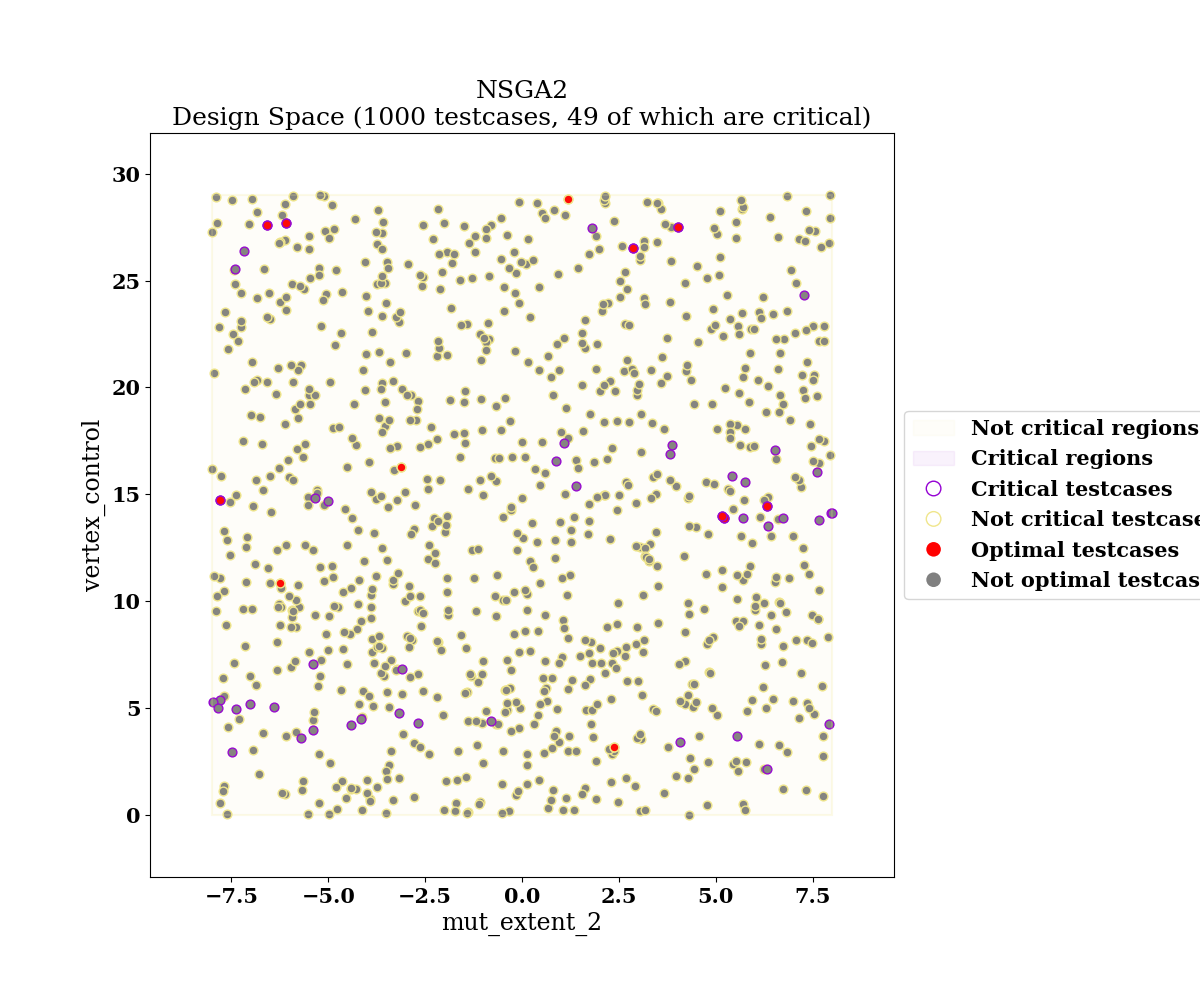 NSGA2
Design Space (1000 testcases, 49 of which are critical)
30
25
20
15
10
5
0
vertex_control
−7.5 −5.0 −2.5 0.0 2.5 5.0 7.5
mut_extent_2
Not critical regions
Critical regions
Critical testcases
Not critical testcase
Optimal testcases
Not optimal testcas